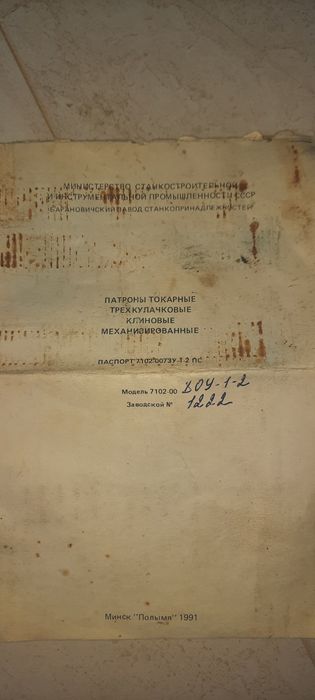 МИНИСТЕРСТВО СТАНКОСТРОИТЕЛЬНОЙ
И ИНСТРУМЕНТАЛЬНОЙ ПРОМЫШЛЕННОСТИ СССР
БАРАНОВИЧСКИЙ ЗАВОД СТАНКОПРИНАДЛЕЖНОСТЕЙ
ПАТРОНЫ ТОКАРНЫЕ
ТРЕХКУЛАЧКОВЫЕ
КЛИНОВЫЕ
МЕХАНИЗИРОВАННЫЕ
ПАСПОРТ 7102-0073У-1-2 ПС
Модель 7102-00 80У-1-2
Заводской № 1222
Минск "Полымя" 1991